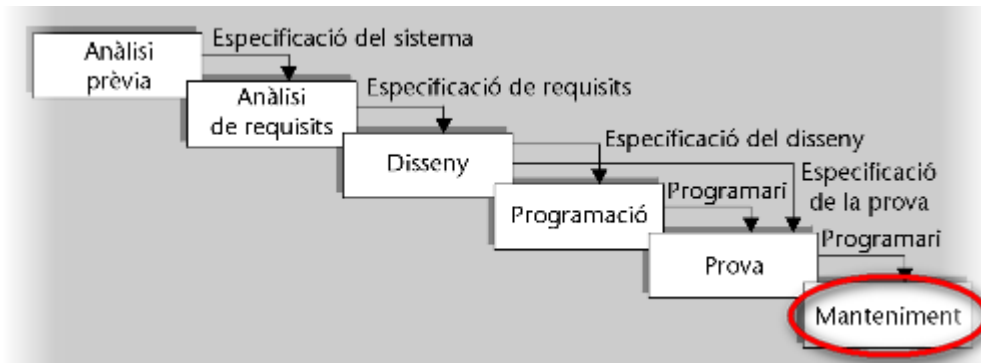 Anàlisi
prèvia
Especificació del sistema
Anàlisi
de requisits
Especificació de requisits
Disseny
Especificació del disseny
Especificació
de la prova
Programació
Programari
Prova
Programari
Manteniment